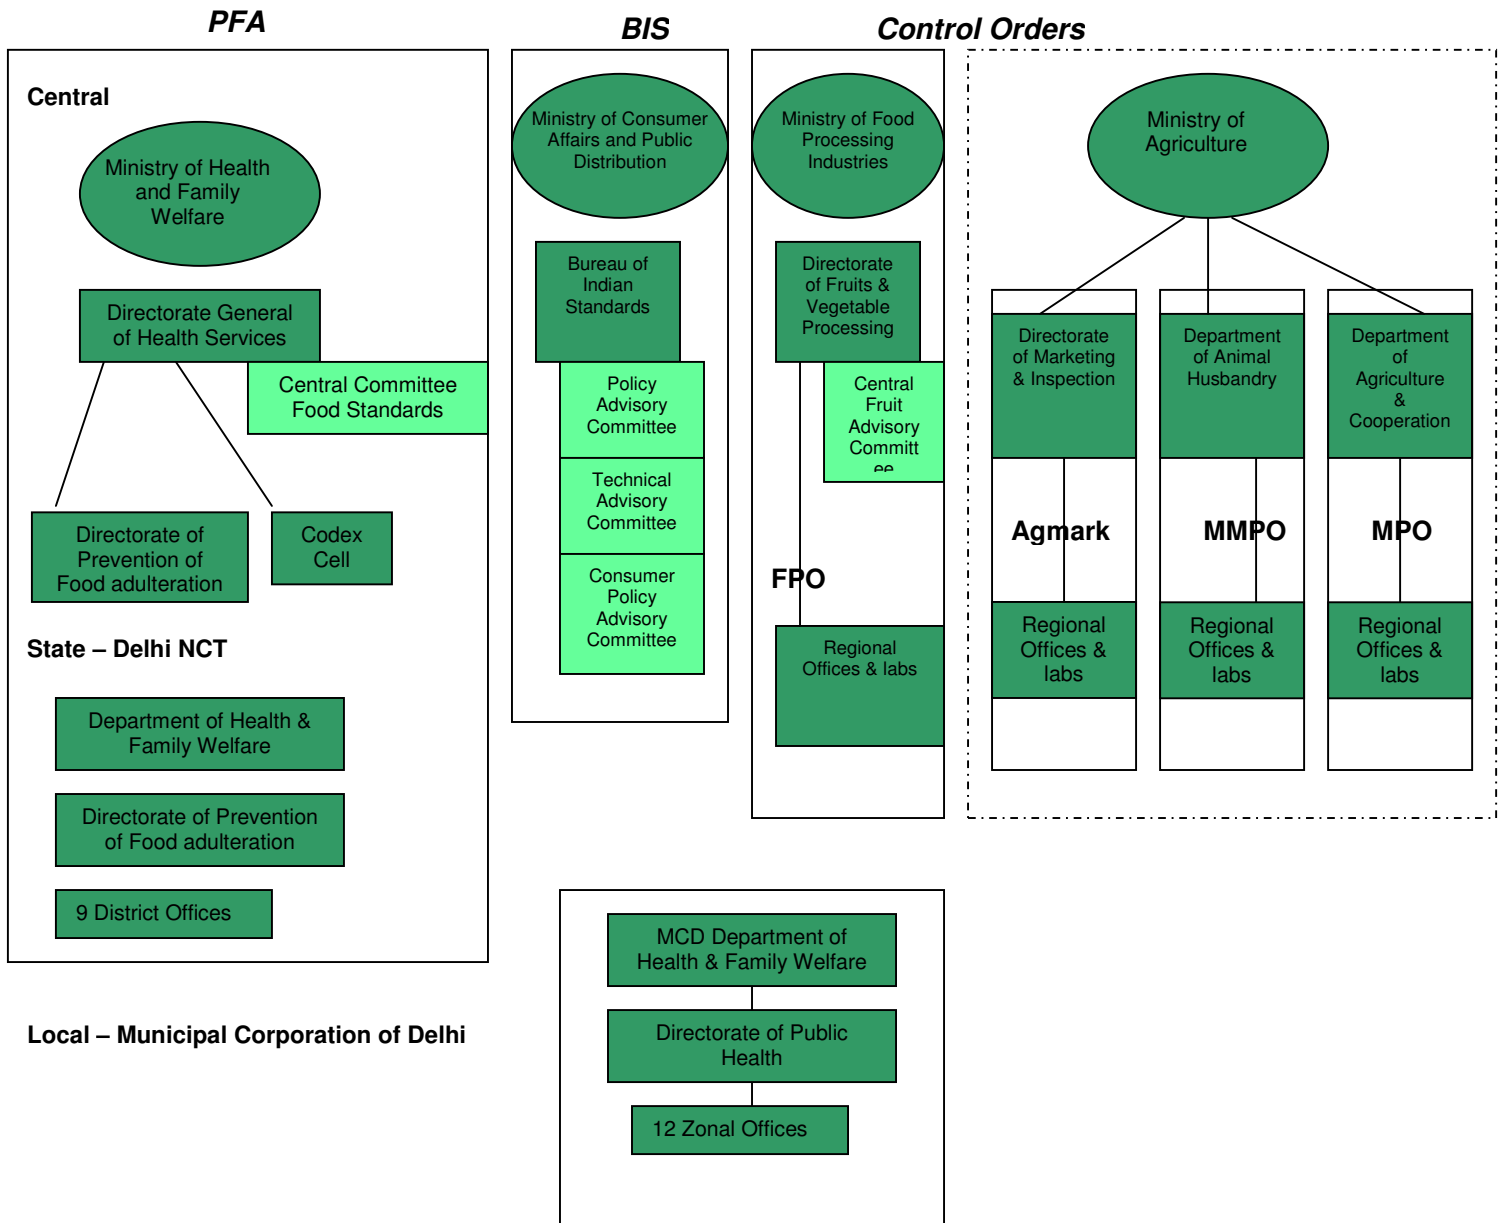 PFA
BIS
Control Orders
Central
Ministry of Health
and Family
Welfare
Directorate General
of Health Services
Central Committee
Food Standards
Directorate of
Prevention of
Food adulteration
Codex
Cell
State – Delhi NCT
Department of Health &
Family Welfare
Directorate of Prevention
of Food adulteration
9 District Offices
Ministry of Consumer
Affairs and Public
Distribution
Bureau of
Indian
Standards
Policy
Advisory
Committee
Technical
Advisory
Committee
Consumer
Policy
Advisory
Committee
Ministry of Food
Processing
Industries
Directorate
of Fruits &
Vegetable
Processing
Central
Fruit
Advisory
Committ
ee
FPO
Regional
Offices & labs
Ministry of
Agriculture
Directorate
of Marketing
& Inspection
Agmark
Regional
Offices &
labs
Department
of Animal
Husbandry
MMPO
Regional
Offices &
labs
Department
of
Agriculture
&
Cooperation
MPO
Regional
Offices &
labs
Local – Municipal Corporation of Delhi
MCD Department of
Health & Family Welfare
Directorate of Public
Health
12 Zonal Offices